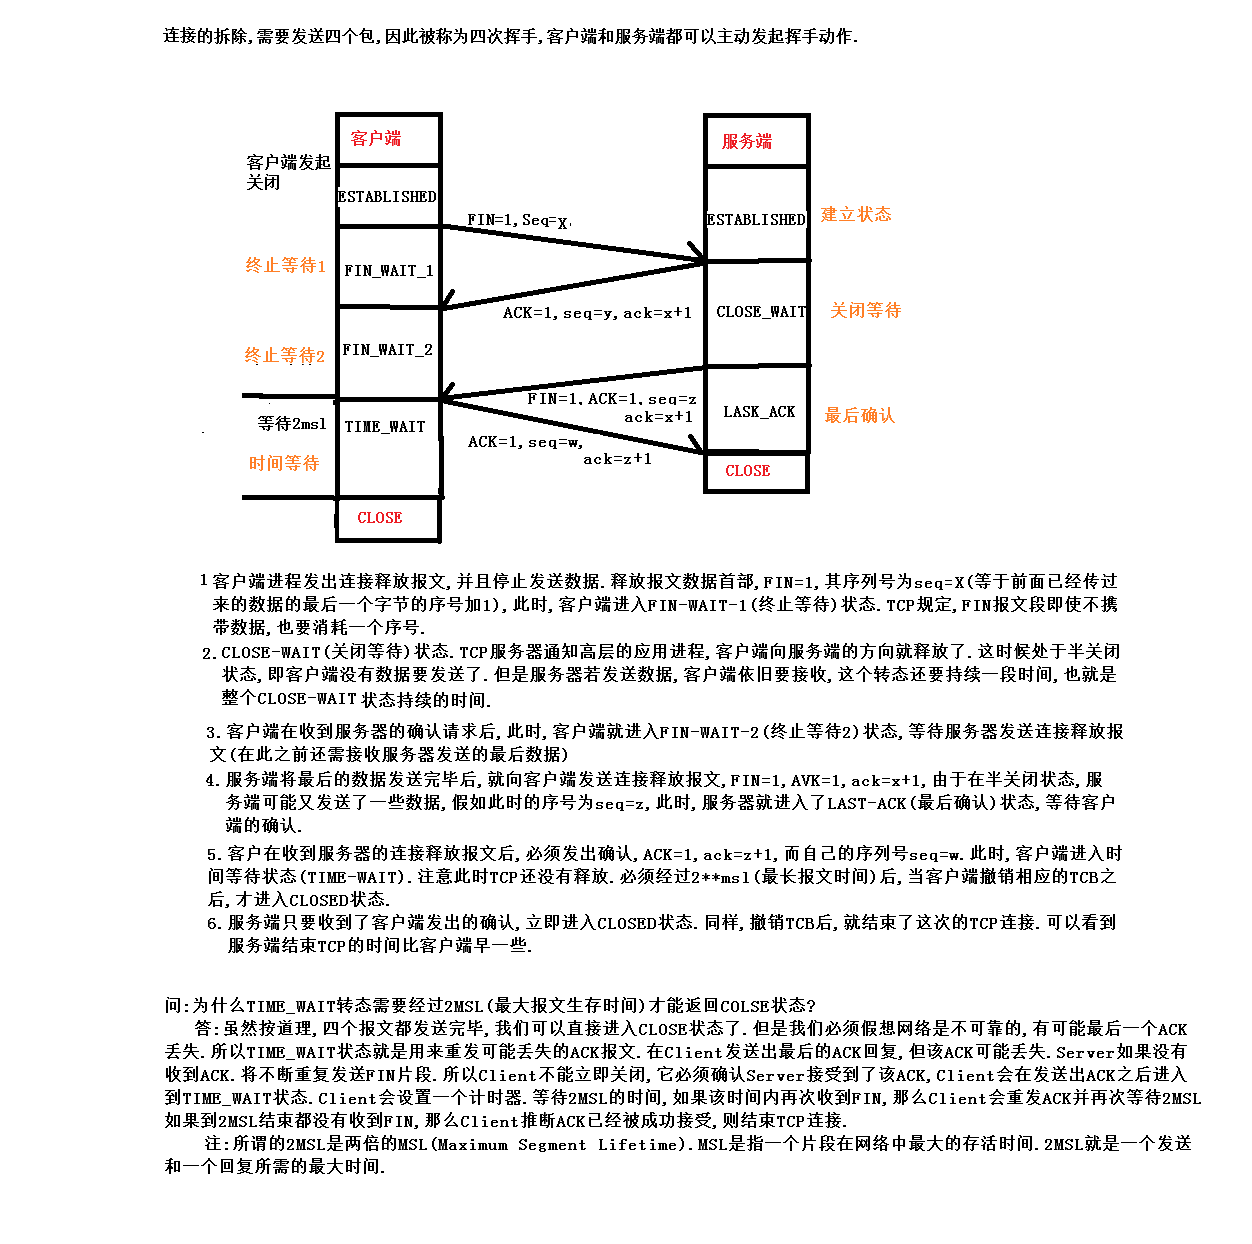 连接的拆除,需要发送四个包,因此被称为四次挥手,客户端和服务端都可以主动发起挥手动作.
客户端
服务端
客户端发起
关闭
ESTABLISHED
FIN=1,Seq=X
ESTABLISHED
建立状态
终止等待1
FIN_WAIT_1
ACK=1,seq=y,ack=x+1
CLOSE_WAIT
关闭等待
终止等待2
FIN_WAIT_2
FIN=1,ACK=1,seq=z
ack=x+1
LASK_ACK
最后确认
等待2msl
TIME_WAIT
ACK=1,seq=w,
ack=z+1
时间等待
CLOSE
CLOSE
1 客户端进程发出连接释放报文,并且停止发送数据.释放报文数据首部,FIN=1,其序列号为seq=X(等于前面已经传过
来的数据的最后一个字节的序号加1),此时,客户端进入FIN-WAIT-1(终止等待)状态.TCP规定,FIN报文段即使不携
带数据,也要消耗一个序号.
2.CLOSE-WAIT(关闭等待)状态.TCP服务器通知高层的应用进程,客户端向服务端的方向就释放了.这时候处于半关闭
状态,即客户端没有数据要发送了.但是服务器若发送数据,客户端依旧要接收,这个转态还要持续一段时间,也就是
整个CLOSE-WAIT状态持续的时间.
3.客户端在收到服务器的确认请求后,此时,客户端就进入FIN-WAIT-2(终止等待2)状态,等待服务器发送连接释放报
文(在此之前还需接收服务器发送的最后数据)
4.服务端将最后的数据发送完毕后,就向客户端发送连接释放报文,FIN=1,AVK=1,ack=x+1,由于在半关闭状态,服
务端可能又发送了一些数据,假如此时的序号为seq=z,此时,服务器就进入了LAST-ACK(最后确认)状态,等待客户
端的确认.
5.客户在收到服务器的连接释放报文后,必须发出确认,ACK=1,ack=z+1,而自己的序列号seq=w.此时,客户端进入时
间等待状态(TIME-WAIT).注意此时TCP还没有释放.必须经过2**msl(最长报文时间)后,当客户端撤销相应的TCB之
后,才进入CLOSED状态.
6.服务端只要收到了客户端发出的确认,立即进入CLOSED状态.同样,撤销TCB后,就结束了这次的TCP连接.可以看到
服务端结束TCP的时间比客户端早一些.
问:为什么TIME_WAIT转态需要经过2MSL(最大报文生存时间)才能返回COLSE状态?
答:虽然按道理,四个报文都发送完毕,我们可以直接进入CLOSE状态了.但是我们必须假想网络是不可靠的,有可能最后一个ACK
丢失.所以TIME_WAIT状态就是用来重发可能丢失的ACK报文.在Client发送出最后的ACK回复,但该ACK可能丢失.Server如果没有
收到ACK.将不断重复发送FIN片段.所以Client不能立即关闭,它必须确认Server接受到了该ACK,Client会在发送出ACK之后进入
到TIME_WAIT状态.Client会设置一个计时器.等待2MSL的时间,如果该时间内再次收到FIN,那么Client会重发ACK并再次等待2MSL
如果到2MSL结束都没有收到FIN,那么Client推断ACK已经被成功接受,则结束TCP连接.
注:所谓的2MSL是两倍的MSL(Maximum Segment Lifetime).MSL是指一个片段在网络中最大的存活时间.2MSL就是一个发送
和一个回复所需的最大时间.